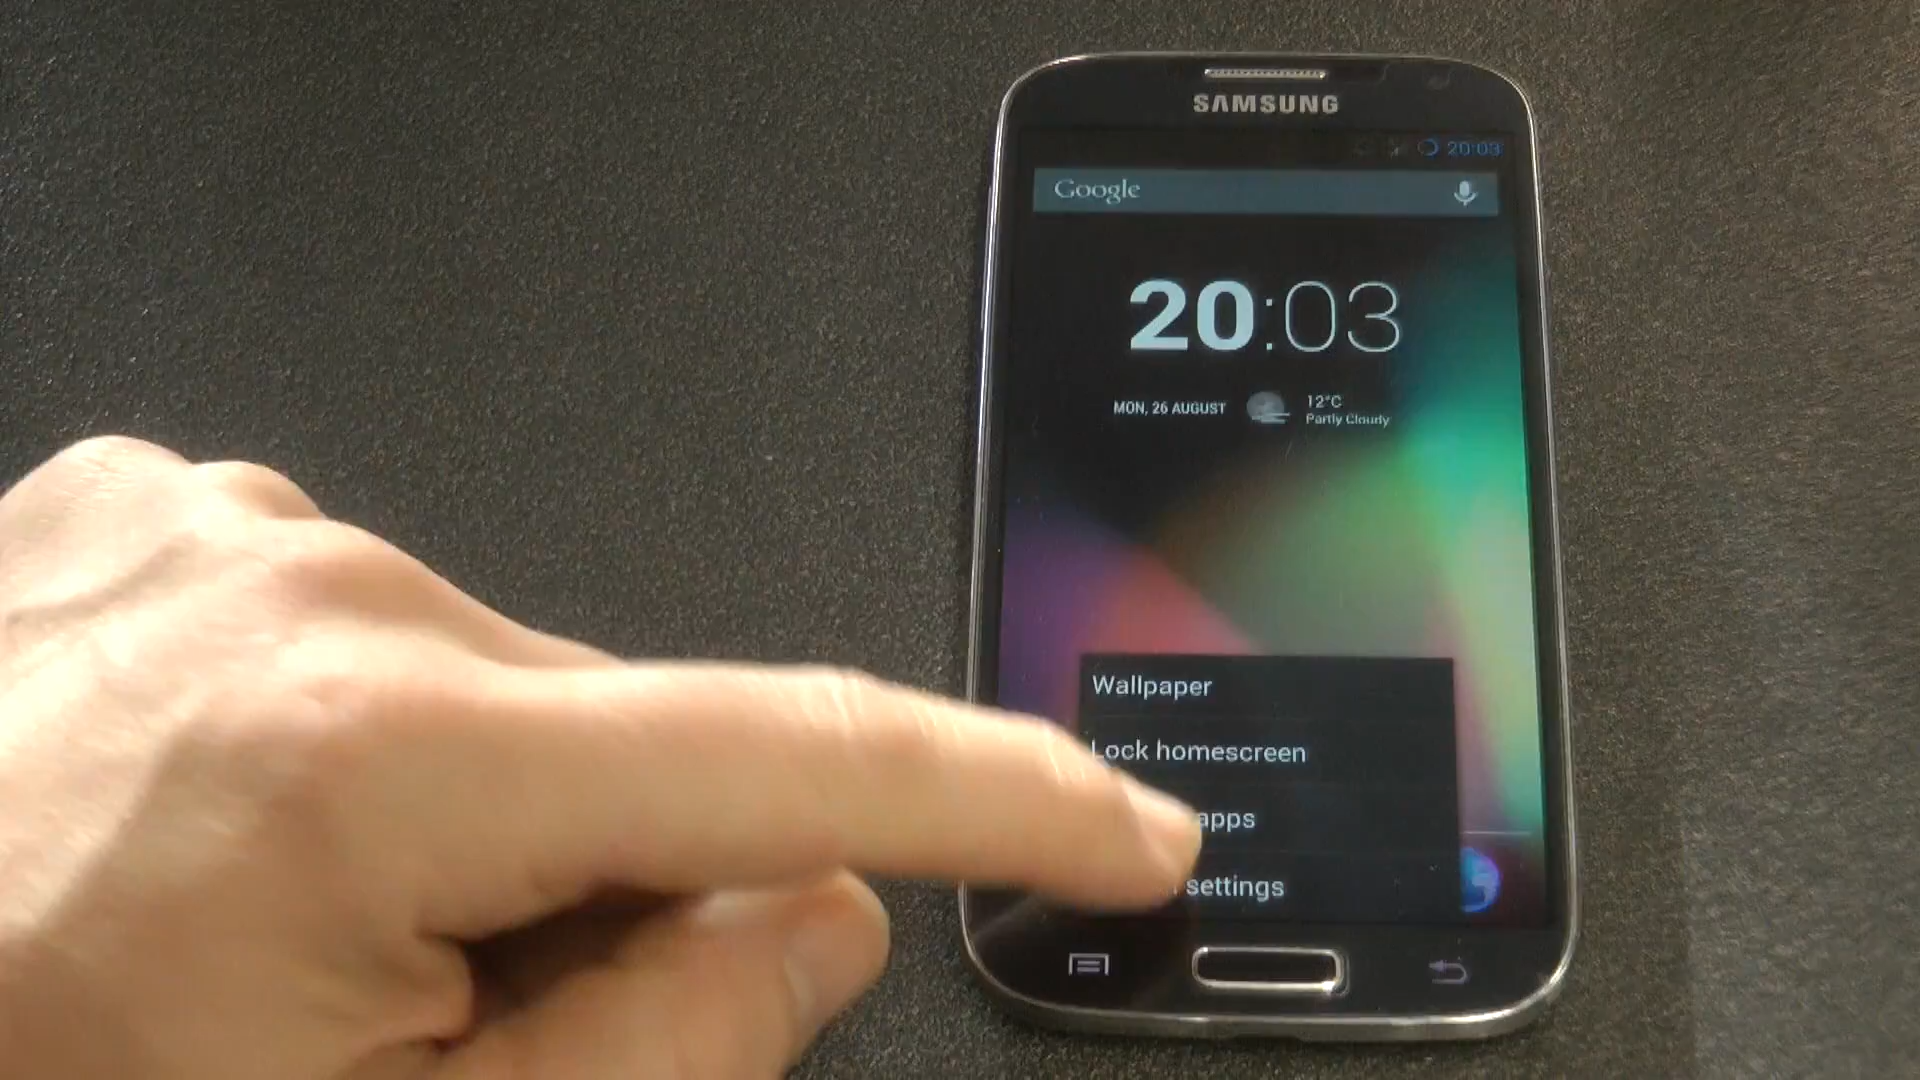 SAMSUNG
20:03
Google
20:03
MON, 26 AUGUST
12°C
Partly Cloudy
Wallpaper
Lock homescreen
apps
settings